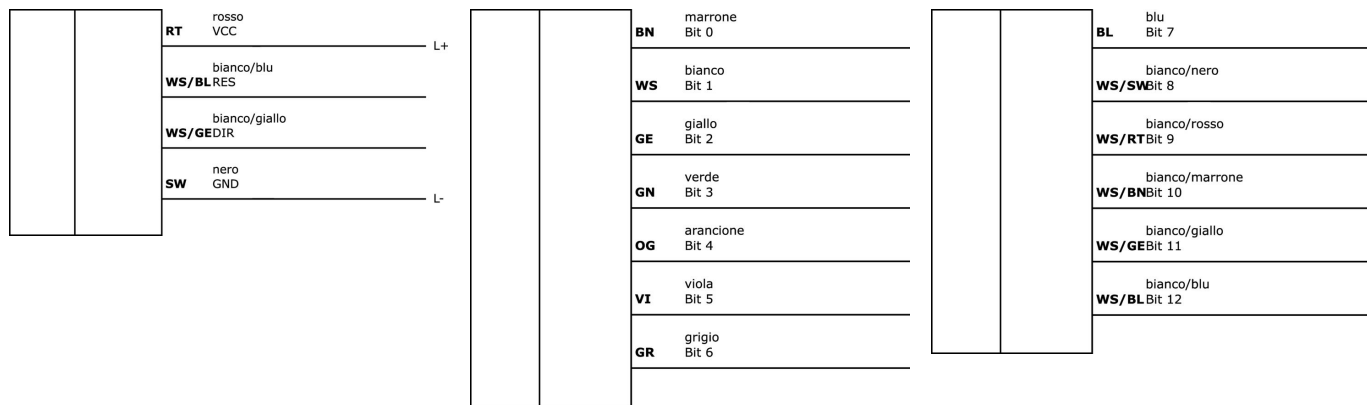 rosso
RT VCC
L+
bianco/blu
WS/BL RES
bianco/giallo
WS/GE DIR
nero
SW GND
L-
marrone
BN Bit 0
bianco
WS Bit 1
giallo
GE Bit 2
verde
GN Bit 3
arancione
OG Bit 4
viola
VI Bit 5
grigio
GR Bit 6
blu
BL Bit 7
bianco/nero
WS/SW Bit 8
bianco/rosso
WS/RT Bit 9
bianco/marrone
WS/BN Bit 10
bianco/giallo
WS/GE Bit 11
bianco/blu
WS/BL Bit 12